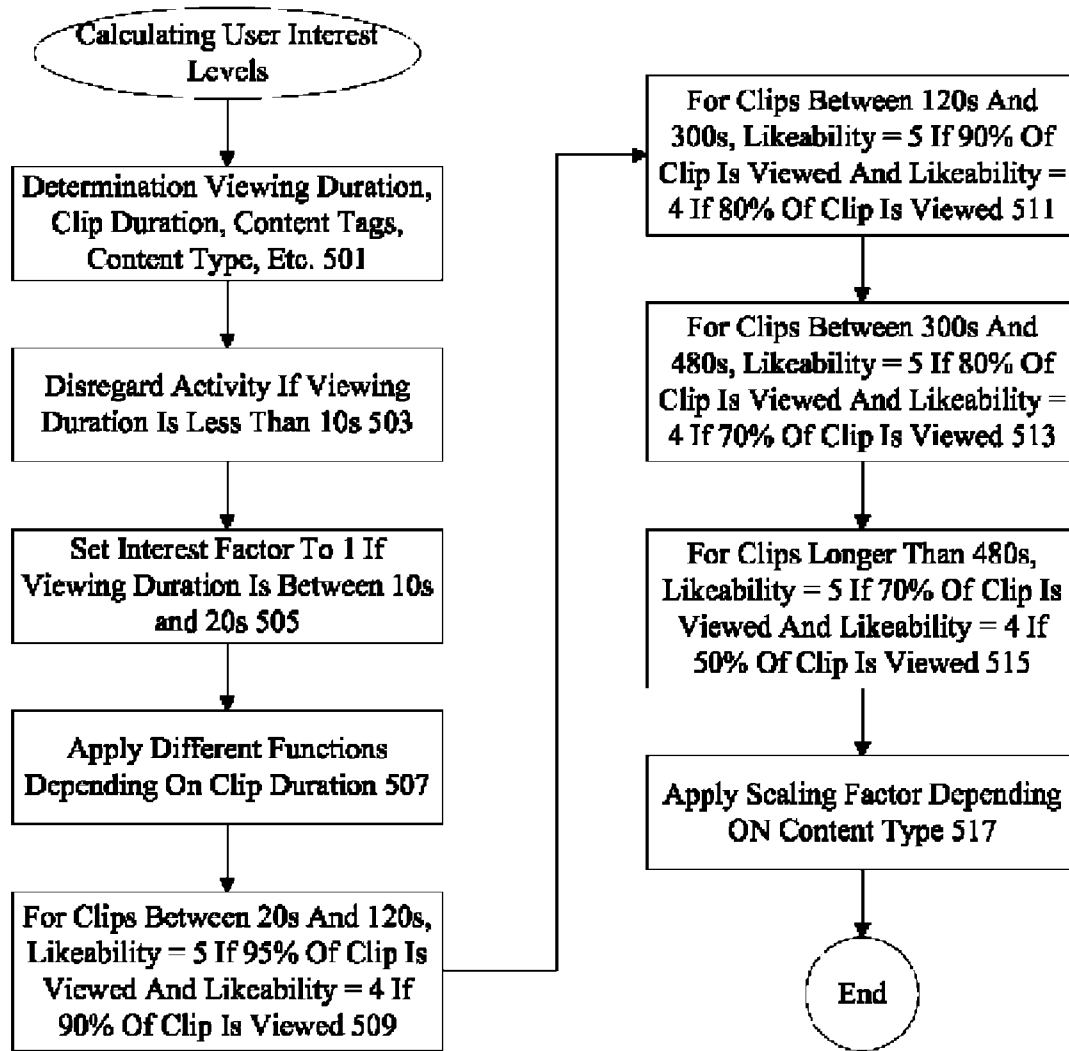 Calculating User Interest
Levels
Determination Viewing Duration,
Clip Duration, Content Tags,
Content Type, Etc. 501
Disregard Activity If Viewing
Duration Is Less Than 10s 503
Set Interest Factor To 1 If
Viewing Duration Is Between 10s
and 20s 505
Apply Different Functions
Depending On Clip Duration 507
For Clips Between 20s And 120s,
Likeability = 5 If 95% Of Clip Is
Viewed And Likeability = 4 If
90% Of Clip Is Viewed 509
For Clips Between 120s And
300s, Likeability = 5 If 90% Of
Clip Is Viewed And Likeability =
4 If 80% Of Clip Is Viewed 511
For Clips Between 300s And
480s, Likeability = 5 If 80% Of
Clip Is Viewed And Likeability =
4 If 70% Of Clip Is Viewed 513
For Clips Longer Than 480s,
Likeability = 5 If 70% Of Clip Is
Viewed And Likeability = 4 If
50% Of Clip Is Viewed 515
Apply Scaling Factor Depending
ON Content Type 517
End